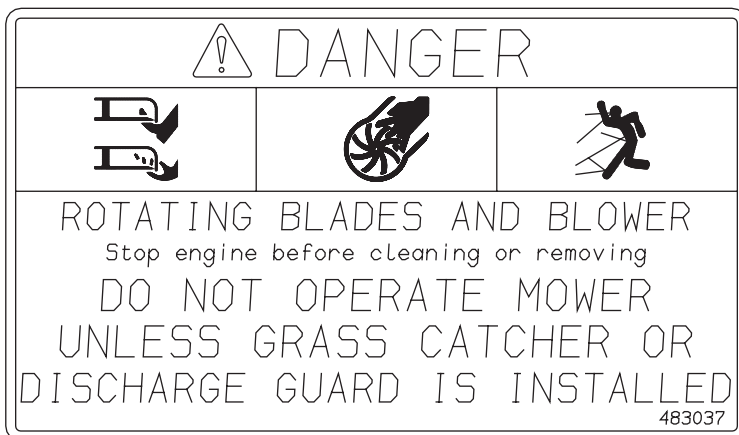 DANGER
ROTATING BLADES AND BLOWER
Stop engine before cleaning or removing
DO NOT OPERATE MOWER
UNLESS GRASS CATCHER OR
DISCHARGE GUARD IS INSTALLED
483037